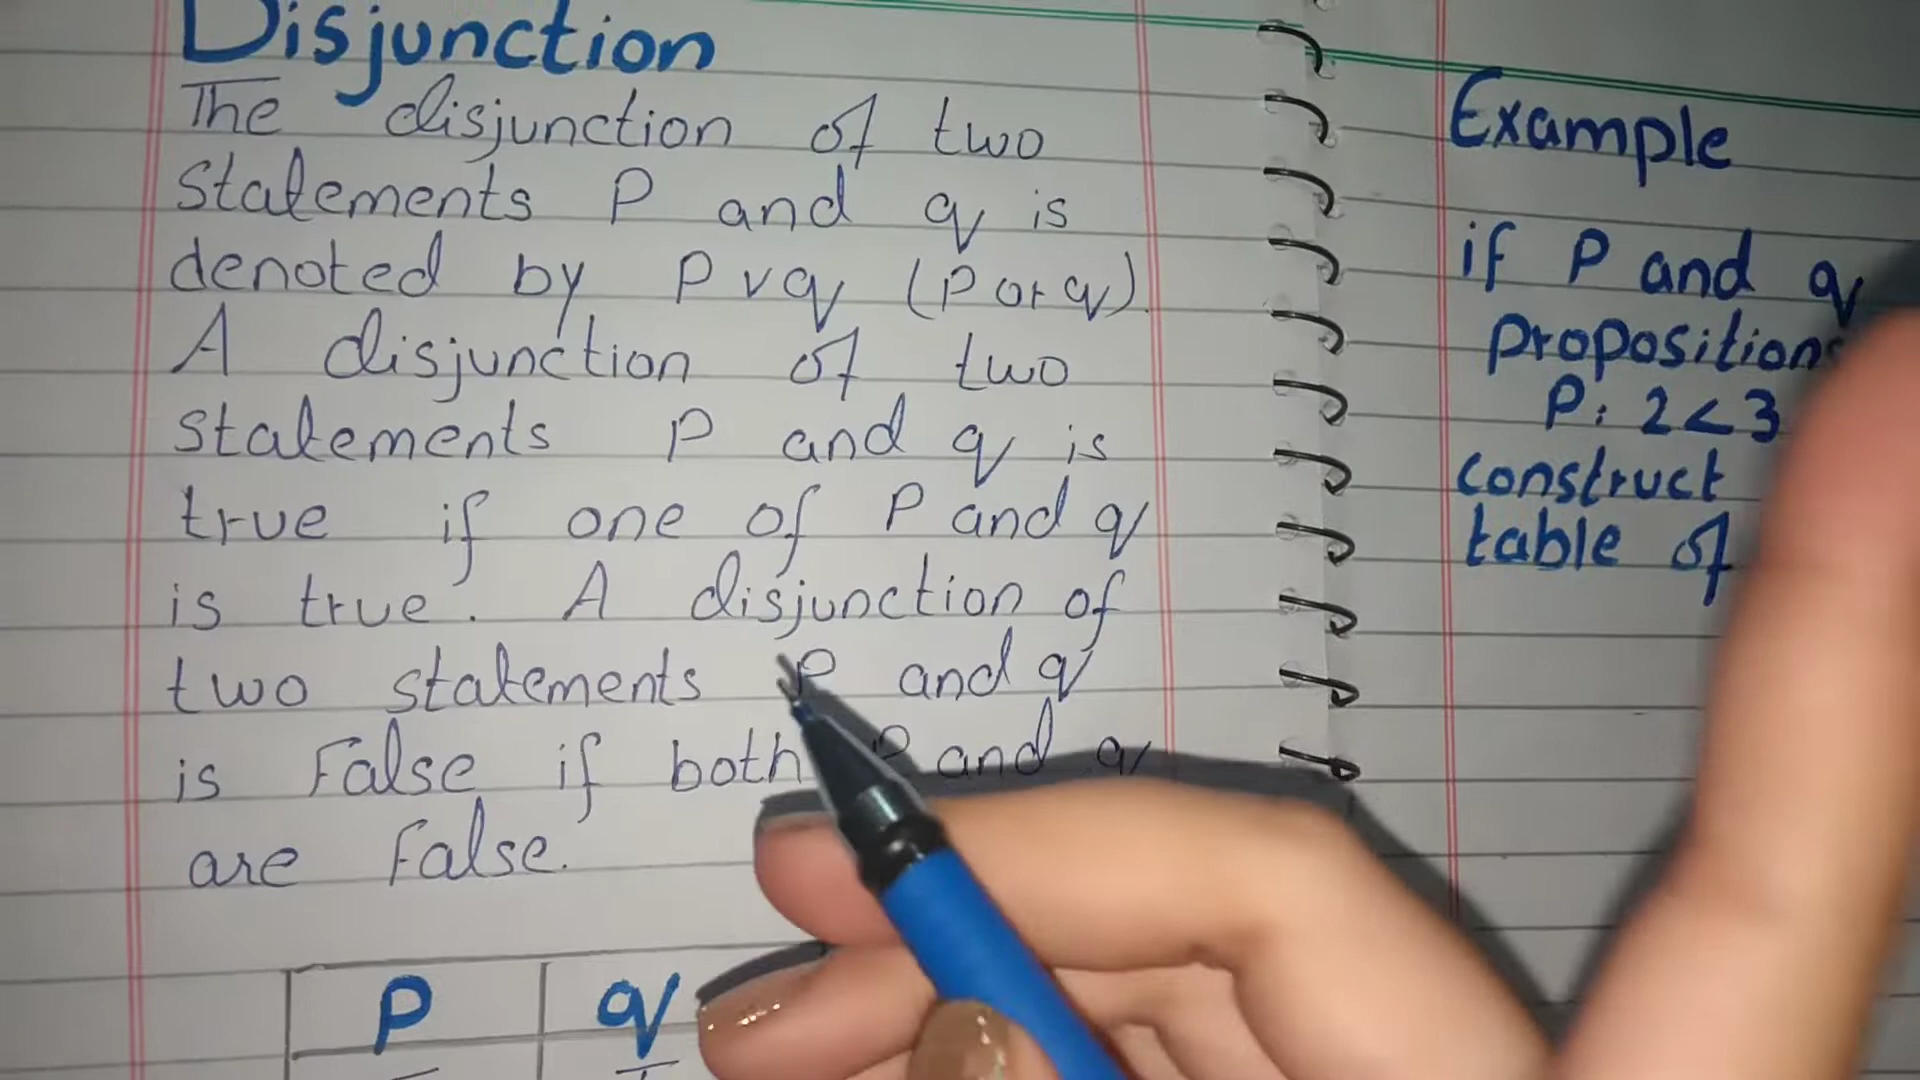 Disjunction
The disjunction of two
statements P and q is
denoted by P v q (p or q).
A disjunction of two
statements P and q is
true if one of P and q
is true. A disjunction of
two statements P and q
is False if both P and q
are False.
P q
Example
if P and q
propositions
P: 2<3
construct
table of